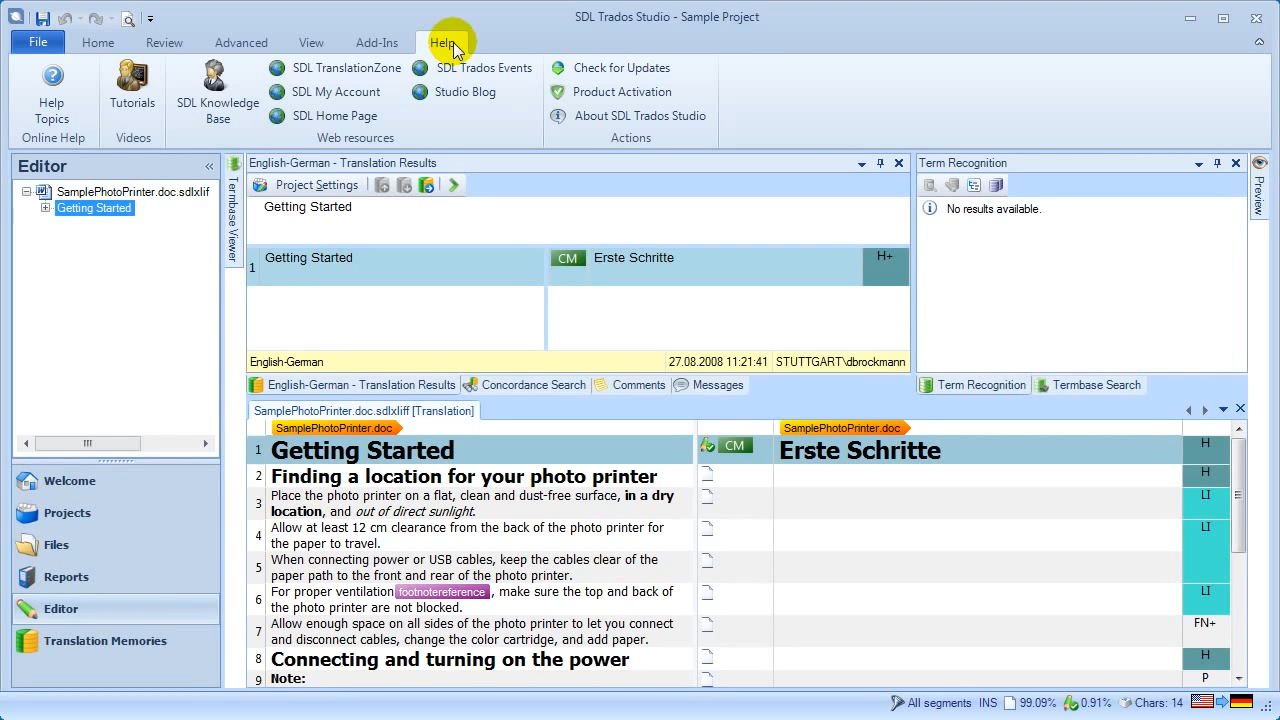 SDL Trados Studio - Sample Project
File Home Review Advanced View Add-Ins Help
Help Topics
Online Help
Tutorials
Videos
SDL Knowledge Base
SDL TranslationZone
SDL My Account
SDL Home Page
SDL Trados Events
Studio Blog
Web resources
Check for Updates
Product Activation
About SDL Trados Studio
Actions
Editor
SamplePhotoPrinter.doc.sdlxlif
Getting Started
Welcome
Projects
Files
Reports
Editor
Translation Memories
Termbase Viewer
English-German - Translation Results
Project Settings
Getting Started
1 Getting Started CM Erste Schritte H+
English-German 27.08.2008 11:21:41 STUTTGART\dbrockmann
English-German - Translation Results Concordance Search Comments Messages
Term Recognition
No results available.
Term Recognition Termbase Search
Preview
SamplePhotoPrinter.doc.sdlxliff [Translation]
SamplePhotoPrinter.doc SamplePhotoPrinter.doc
1 Getting Started CM Erste Schritte H
2 Finding a location for your photo printer H
3 Place the photo printer on a flat, clean and dust-free surface, in a dry LI
location, and out of direct sunlight.
4 Allow at least 12 cm clearance from the back of the photo printer for LI
the paper to travel.
5 When connecting power or USB cables, keep the cables clear of the
paper path to the front and rear of the photo printer.
6 For proper ventilation footnotereference , make sure the top and back of LI
the photo printer are not blocked.
7 Allow enough space on all sides of the photo printer to let you connect FN+
and disconnect cables, change the color cartridge, and add paper.
8 Connecting and turning on the power H
9 Note: P
All segments INS 99.09% 0.91% Chars: 14